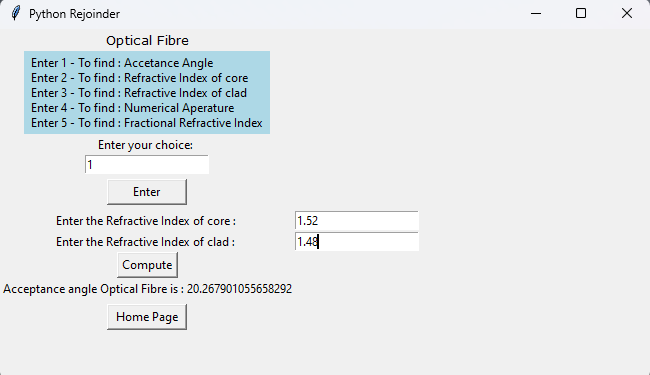 Python Rejoinder
Optical Fibre
Enter 1 - To find : Accetance Angle
Enter 2 - To find : Refractive Index of core
Enter 3 - To find : Refractive Index of clad
Enter 4 - To find : Numerical Aperature
Enter 5 - To find : Fractional Refractive Index
Enter your choice:
1
Enter
Enter the Refractive Index of core : 1.52
Enter the Refractive Index of clad : 1.48
Compute
Acceptance angle Optical Fibre is : 20.267901055658292
Home Page